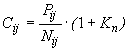 C_ij = P_ij / N_ij · (1 + K_n)